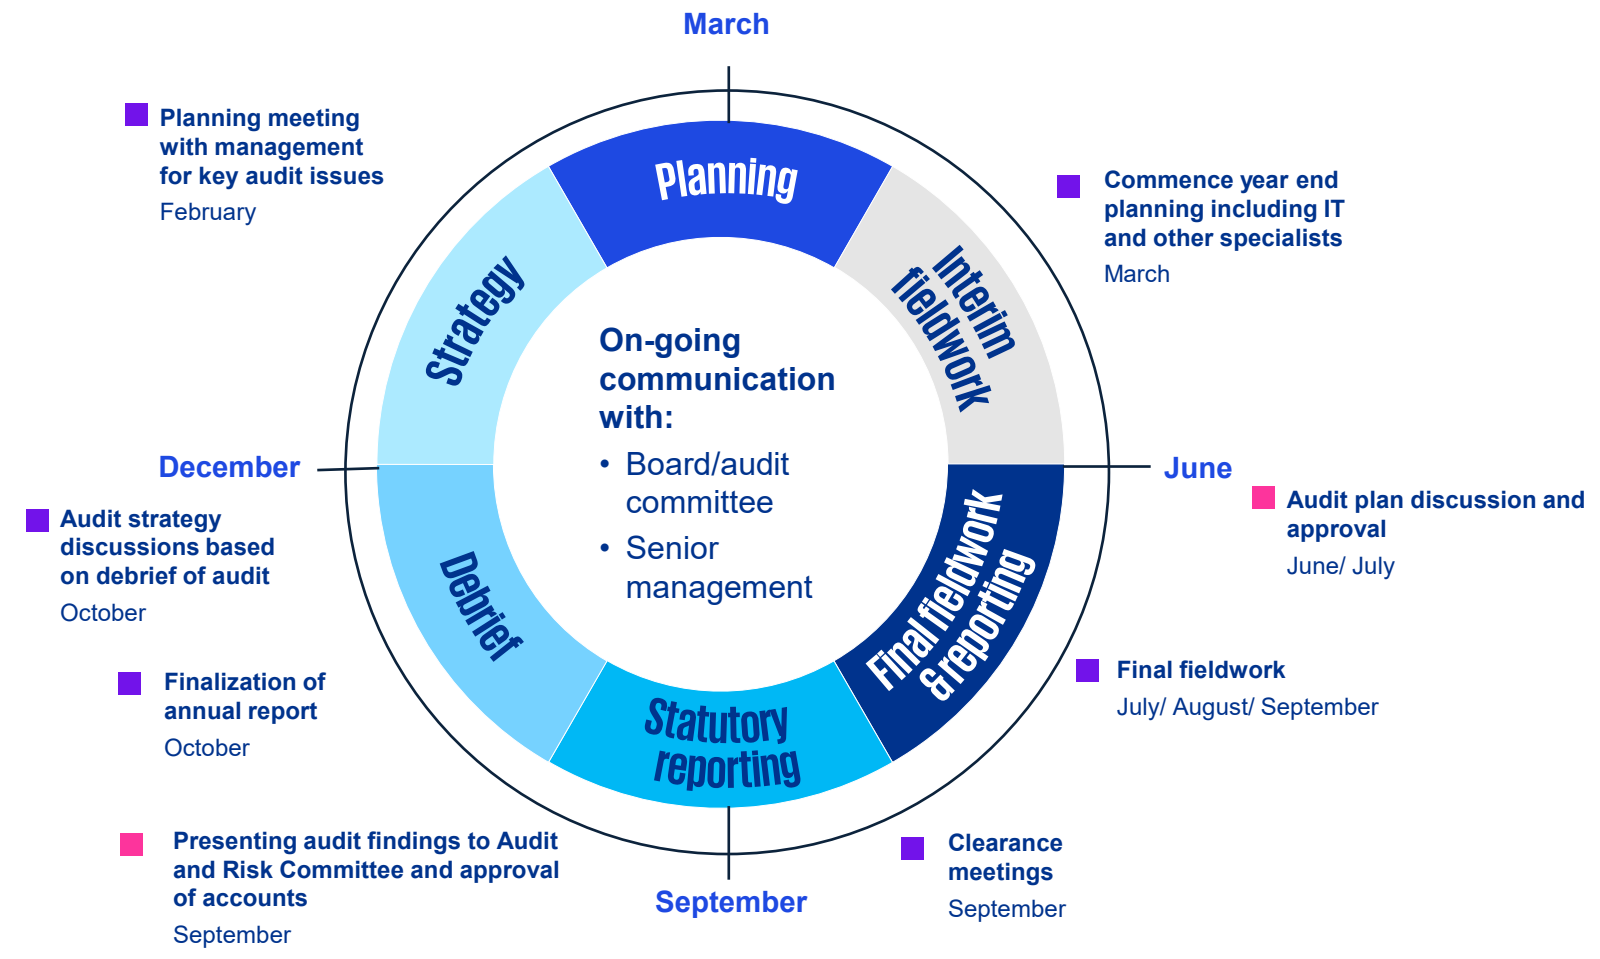 March
Planning meeting
with management
for key audit issues
February
Commence year end
planning including IT
and other specialists
March
Planning
Interim
fieldwork
Strategy
On-going
communication
with:
• Board/audit
committee
• Senior
management
December
June
Audit plan discussion and
approval
June/ July
Audit strategy
discussions based
on debrief of audit
October
Debrief
Final fieldwork
& reporting
Final fieldwork
July/ August/ September
Finalization of
annual report
October
Statutory
reporting
Presenting audit findings to Audit
and Risk Committee and approval
of accounts
September
Clearance
meetings
September
September